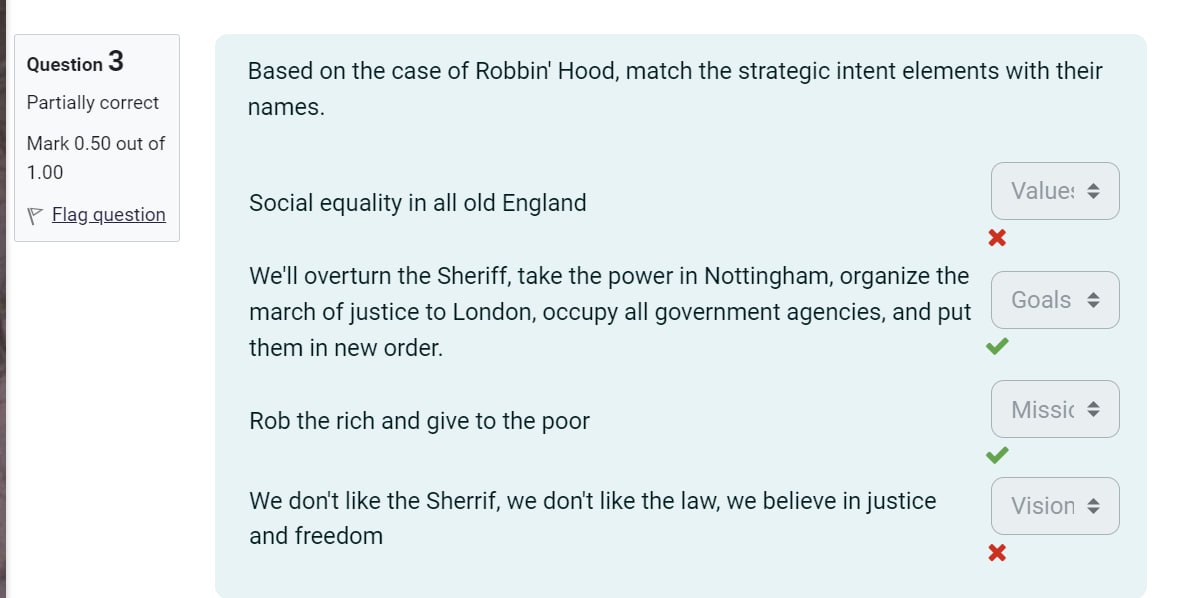 Question 3
Partially correct
Mark 0.50 out of
1.00
Flag question
Based on the case of Robbin' Hood, match the strategic intent elements with their
names.
Social equality in all old England
Values
We'll overturn the Sheriff, take the power in Nottingham, organize the
march of justice to London, occupy all government agencies, and put
them in new order.
Goals
Rob the rich and give to the poor
Missio
We don't like the Sherrif, we don't like the law, we believe in justice
and freedom
Vision